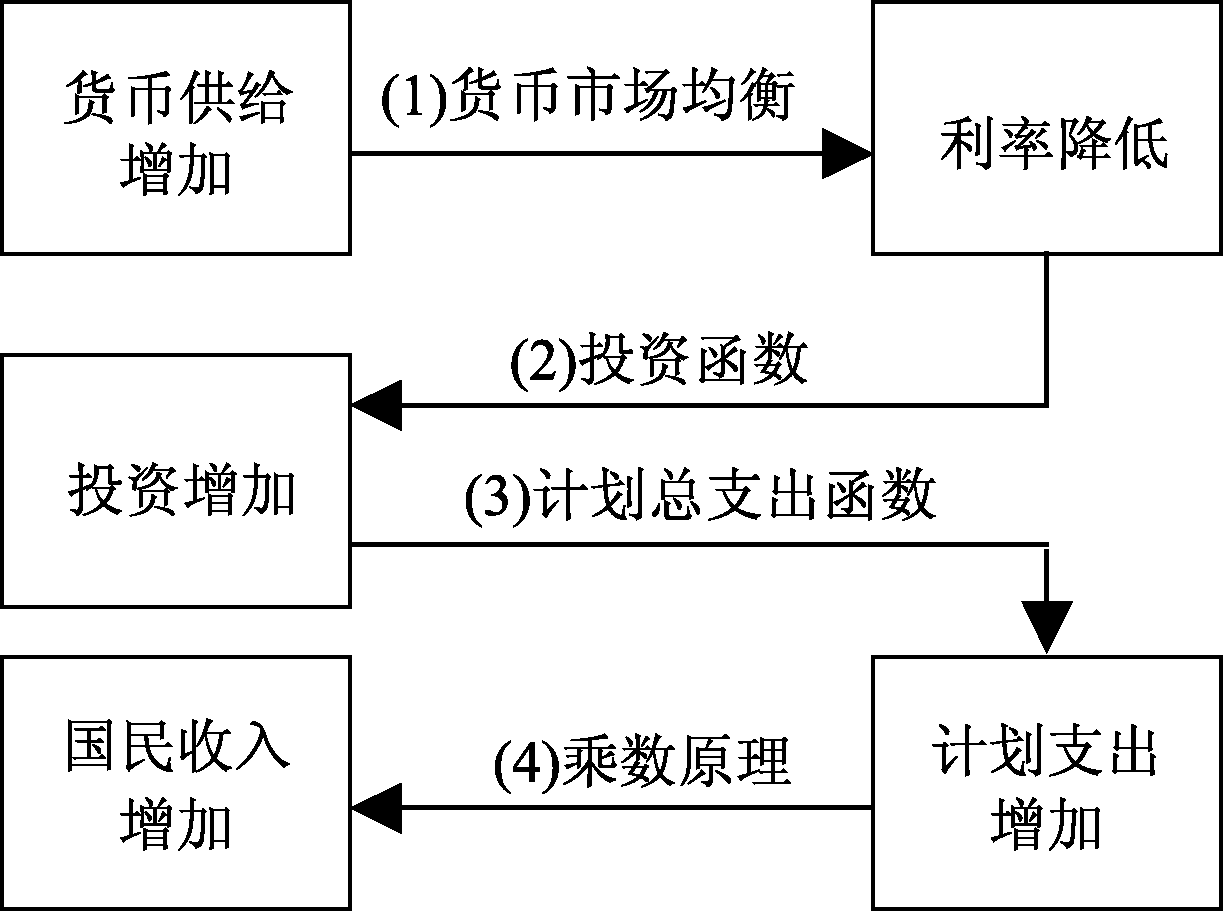 货币供给
增加
(1)货币市场均衡
利率降低
(2)投资函数
投资增加
(3)计划总支出函数
计划支出
增加
(4)乘数原理
国民收入
增加